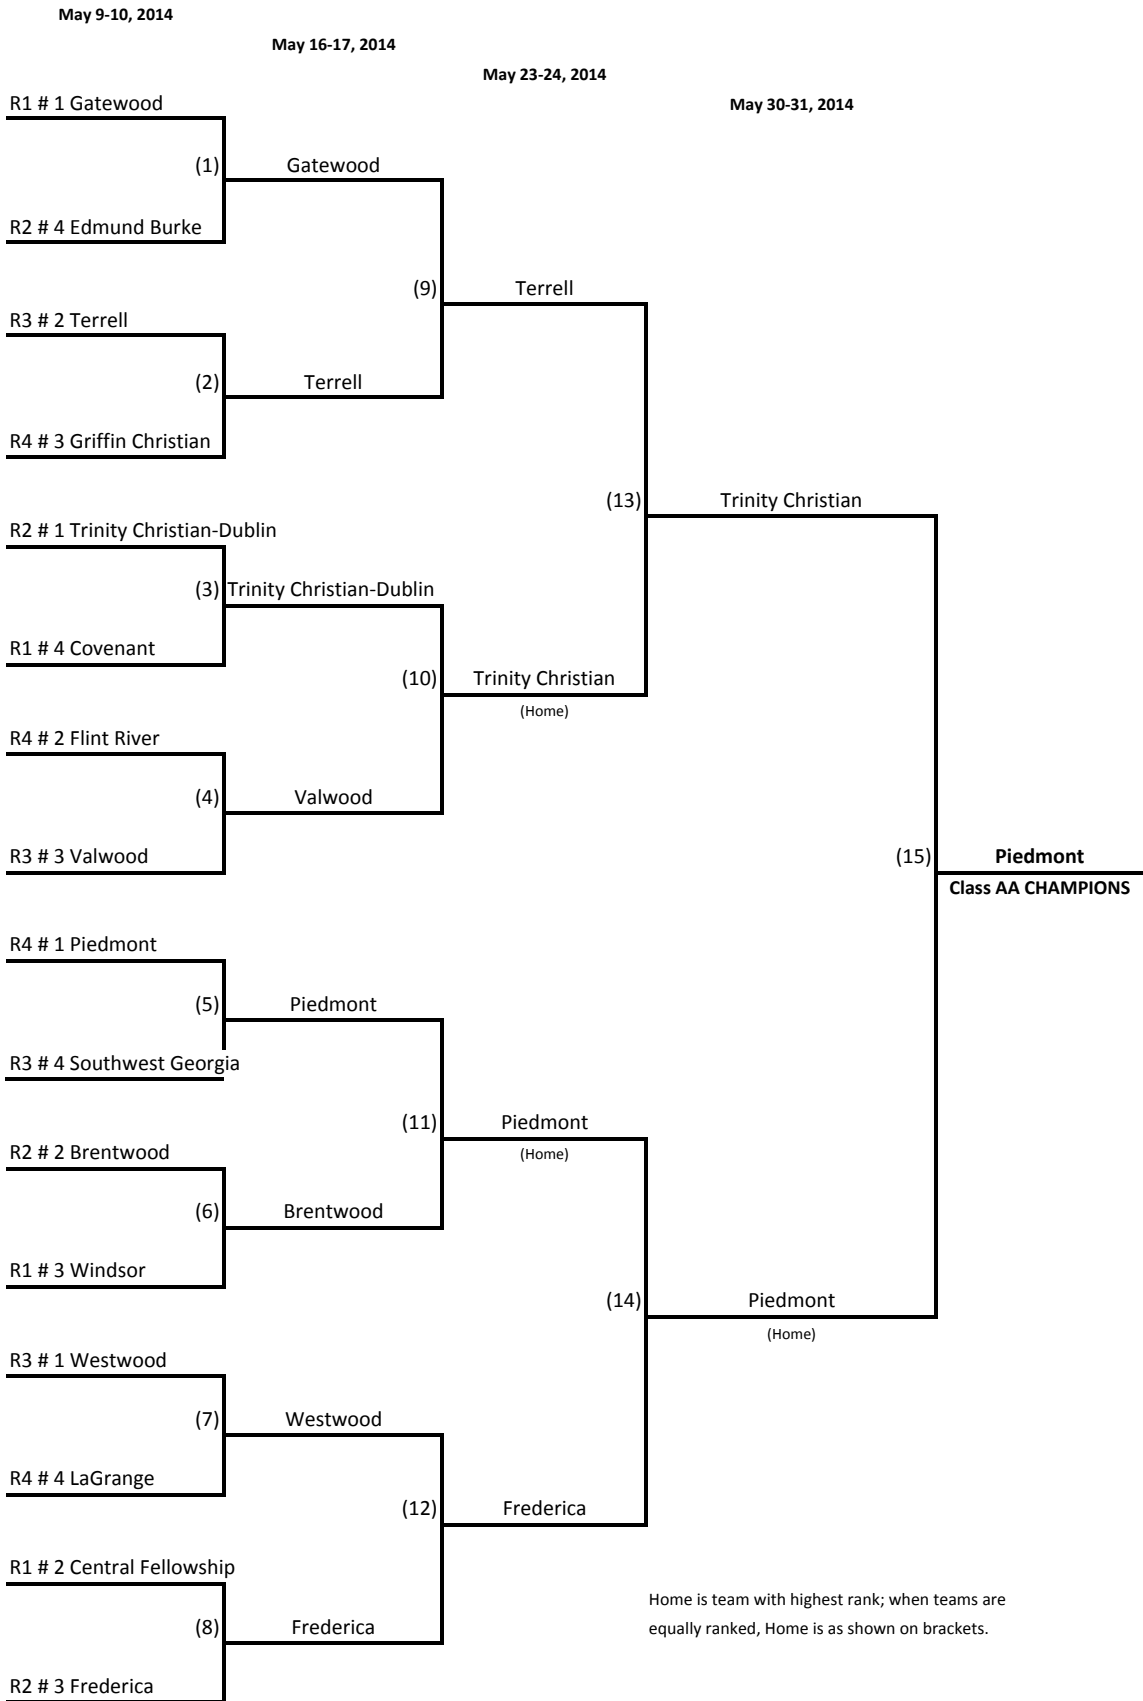 May 9-10, 2014
May 16-17, 2014
May 23-24, 2014
May 30-31, 2014
R1 # 1 Gatewood
(1)
Gatewood
R2 # 4 Edmund Burke
(9)
Terrell
R3 # 2 Terrell
(2)
Terrell
R4 # 3 Griffin Christian
(13)
Trinity Christian
R2 # 1 Trinity Christian-Dublin
(3)
Trinity Christian-Dublin
R1 # 4 Covenant
(10)
Trinity Christian
(Home)
R4 # 2 Flint River
(4)
Valwood
R3 # 3 Valwood
(15)
Piedmont
Class AA CHAMPIONS
R4 # 1 Piedmont
(5)
Piedmont
R3 # 4 Southwest Georgia
(11)
Piedmont
(Home)
R2 # 2 Brentwood
(6)
Brentwood
R1 # 3 Windsor
(14)
Piedmont
(Home)
R3 # 1 Westwood
(7)
Westwood
R4 # 4 LaGrange
(12)
Frederica
R1 # 2 Central Fellowship
(8)
Frederica
R2 # 3 Frederica
Home is team with highest rank; when teams are
equally ranked, Home is as shown on brackets.